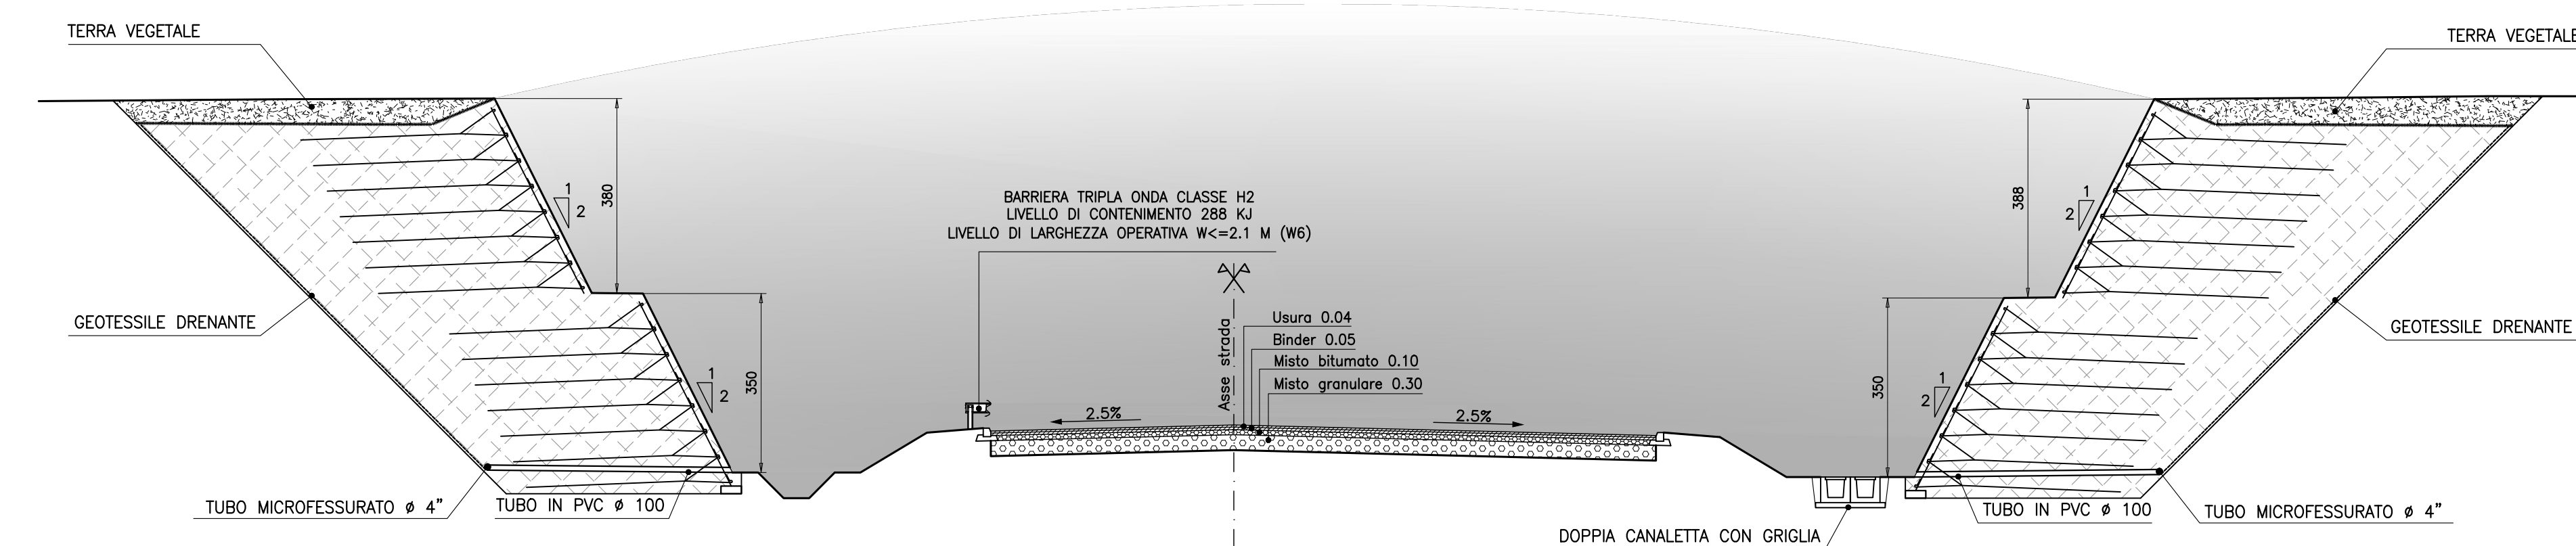 TERRA VEGETALE
TERRA VEGETALE
380
388
1
2
1
2
BARRIERA TRIPLA ONDA CLASSE H2
LIVELLO DI CONTENIMENTO 288 KJ
LIVELLO DI LARGHEZZA OPERATIVA W<=2.1 M (W6)
GEOTESSILE DRENANTE
GEOTESSILE DRENANTE
Asse strada
Usura 0.04
Binder 0.05
Misto bitumato 0.10
Misto granulare 0.30
350
350
1
2
1
2
2.5%
2.5%
TUBO MICROFESSURATO ø 4”
TUBO IN PVC ø 100
TUBO IN PVC ø 100
TUBO MICROFESSURATO ø 4”
DOPPIA CANALETTA CON GRIGLIA